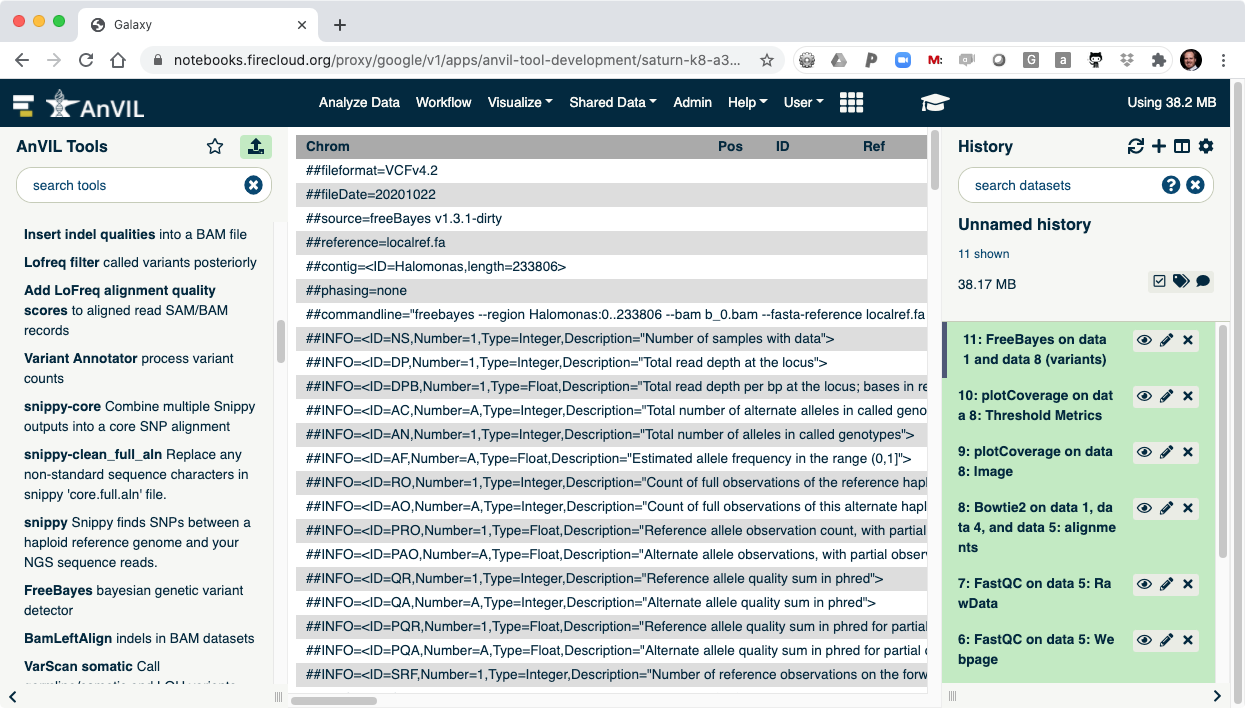 Galaxy
notebooks.firecloud.org/proxy/google/v1/apps/anvil-tool-development/saturn-k8-a3...
AnVIL
Analyze Data Workflow Visualize Shared Data Admin Help User
Using 38.2 MB
AnVIL Tools
search tools
Insert indel qualities into a BAM file
Lofreq filter called variants posteriorly
Add LoFreq alignment quality
scores to aligned read SAM/BAM
records
Variant Annotator process variant
counts
snippy-core Combine multiple Snippy
outputs into a core SNP alignment
snippy-clean_full_aln Replace any
non-standard sequence characters in
snippy 'core.full.aln' file.
snippy Snippy finds SNPs between a
haploid reference genome and your
NGS sequence reads.
FreeBayes bayesian genetic variant
detector
BamLeftAlign indels in BAM datasets
VarScan somatic Call
Chrom Pos ID Ref
##fileformat=VCFv4.2
##fileDate=20201022
##source=freeBayes v1.3.1-dirty
##reference=localref.fa
##contig=<ID=Halomonas,length=233806>
##phasing=none
##commandline="freebayes --region Halomonas:0..233806 --bam b_0.bam --fasta-reference localref.fa
##INFO=<ID=NS,Number=1,Type=Integer,Description="Number of samples with data">
##INFO=<ID=DP,Number=1,Type=Integer,Description="Total read depth at the locus">
##INFO=<ID=DPB,Number=1,Type=Float,Description="Total read depth per bp at the locus; bases in re
##INFO=<ID=AC,Number=A,Type=Integer,Description="Total number of alternate alleles in called geno
##INFO=<ID=AN,Number=1,Type=Integer,Description="Total number of alleles in called genotypes">
##INFO=<ID=AF,Number=A,Type=Float,Description="Estimated allele frequency in the range (0,1]">
##INFO=<ID=RO,Number=1,Type=Integer,Description="Count of full observations of the reference hapl
##INFO=<ID=AO,Number=A,Type=Integer,Description="Count of full observations of this alternate hapl
##INFO=<ID=PRO,Number=1,Type=Float,Description="Reference allele observation count, with partial
##INFO=<ID=PAO,Number=A,Type=Float,Description="Alternate allele observations, with partial obser
##INFO=<ID=QR,Number=1,Type=Integer,Description="Reference allele quality sum in phred">
##INFO=<ID=QA,Number=A,Type=Integer,Description="Alternate allele quality sum in phred">
##INFO=<ID=PQR,Number=1,Type=Float,Description="Reference allele quality sum in phred for partial
##INFO=<ID=PQA,Number=A,Type=Float,Description="Alternate allele quality sum in phred for partial
##INFO=<ID=SRF,Number=1,Type=Integer,Description="Number of reference observations on the forw
History
search datasets
Unnamed history
11 shown
38.17 MB
11: FreeBayes on data
1 and data 8 (variants)
10: plotCoverage on dat
a 8: Threshold Metrics
9: plotCoverage on data
8: Image
8: Bowtie2 on data 1, da
ta 4, and data 5: alignme
nts
7: FastQC on data 5: Ra
wData
6: FastQC on data 5: We
bpage